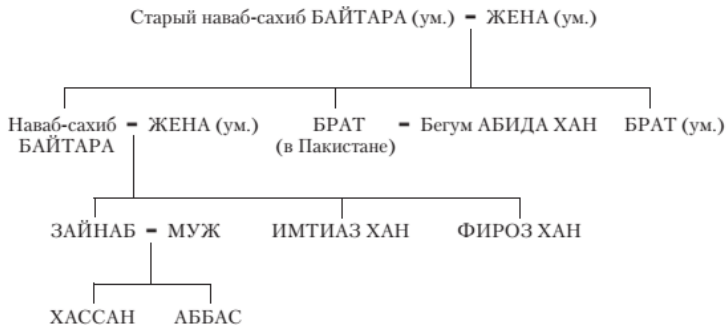 Старый наваб-сахиб БАЙТАРА (ум.) – ЖЕНА (ум.)
Наваб-сахиб – ЖЕНА (ум.) БРАТ – Бегум АБИДА ХАН БРАТ (ум.)
БАЙТАРА (в Пакистане)
ЗАЙНАБ – МУЖ ИМТИАЗ ХАН ФИРОЗ ХАН
ХАССАН АББАС